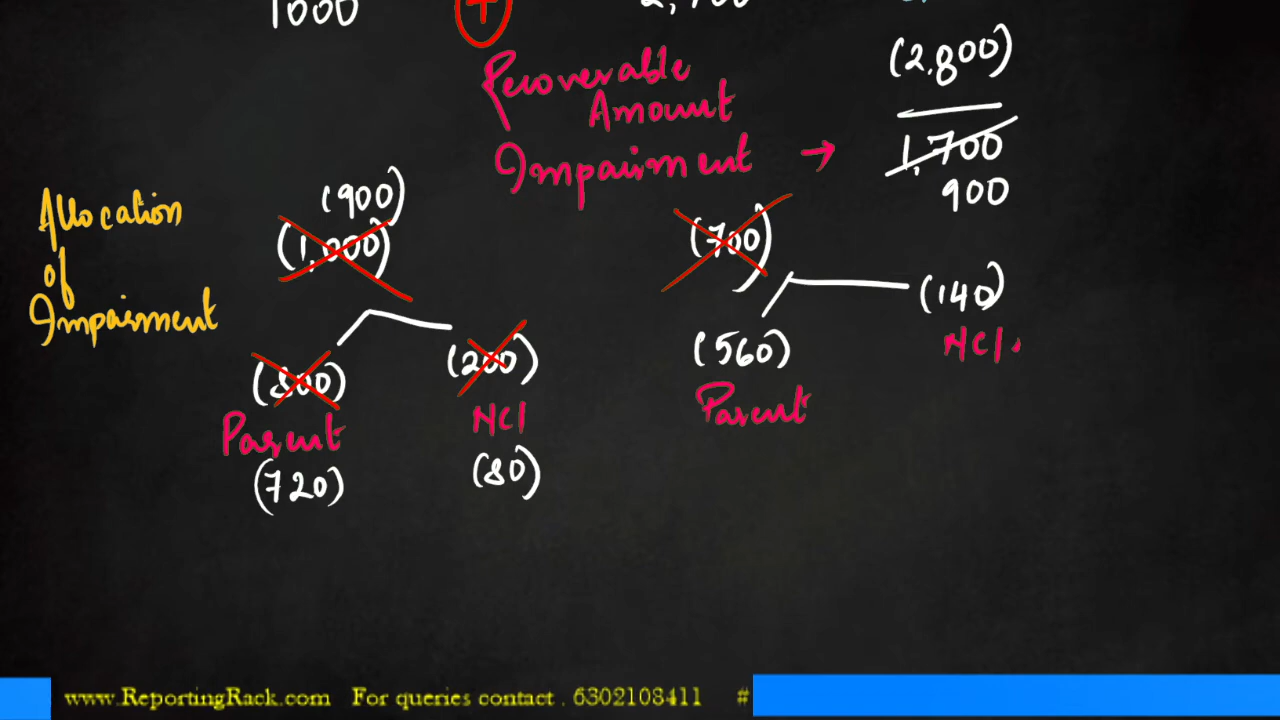 1000 +
(2,800)
Recoverable
Amount
Impairment → 1,700
900
Allocation
of
Impairment
(900)
(1,000)
(700)
(800)
Parent
(720)
(200)
NCI
(80)
(560)
Parent
(140)
NCI.
www.ReportingRack.com For queries contact . 6302108411 #